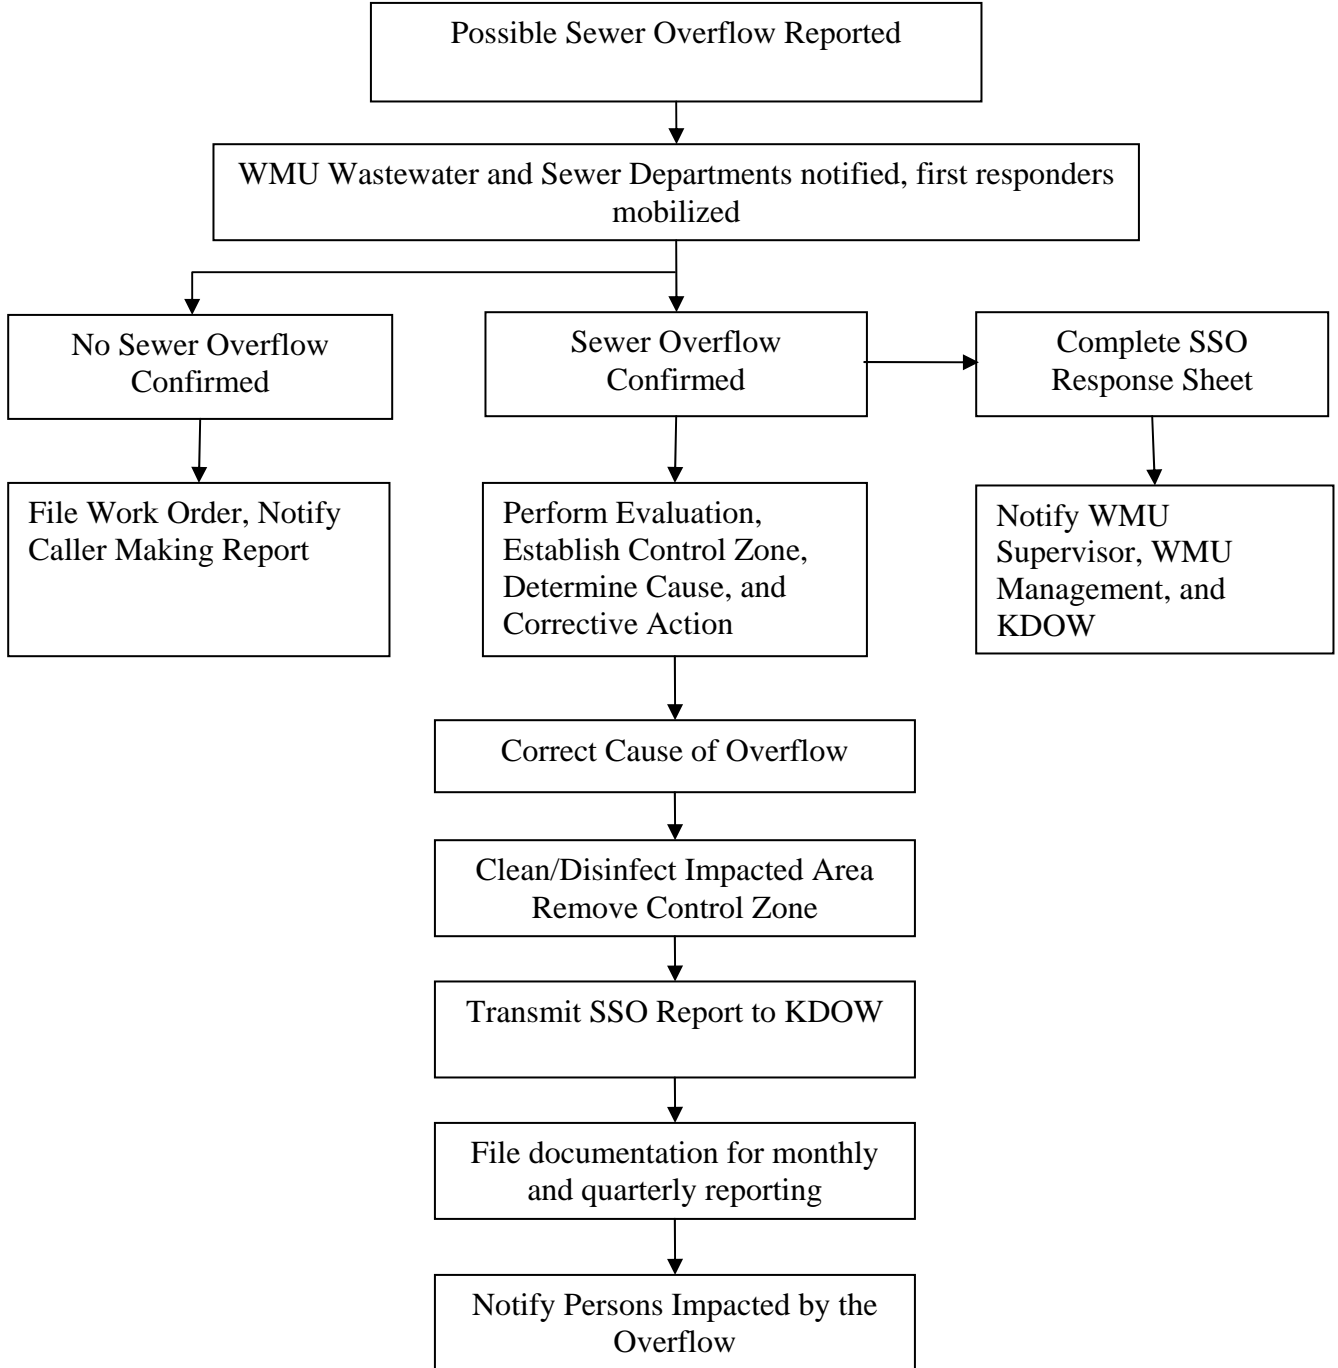 Possible Sewer Overflow Reported
WMU Wastewater and Sewer Departments notified, first responders
mobilized
No Sewer Overflow
Confirmed
Sewer Overflow
Confirmed
Complete SSO
Response Sheet
File Work Order, Notify
Caller Making Report
Perform Evaluation,
Establish Control Zone,
Determine Cause, and
Corrective Action
Notify WMU
Supervisor, WMU
Management, and
KDOW
Correct Cause of Overflow
Clean/Disinfect Impacted Area
Remove Control Zone
Transmit SSO Report to KDOW
File documentation for monthly
and quarterly reporting
Notify Persons Impacted by the
Overflow